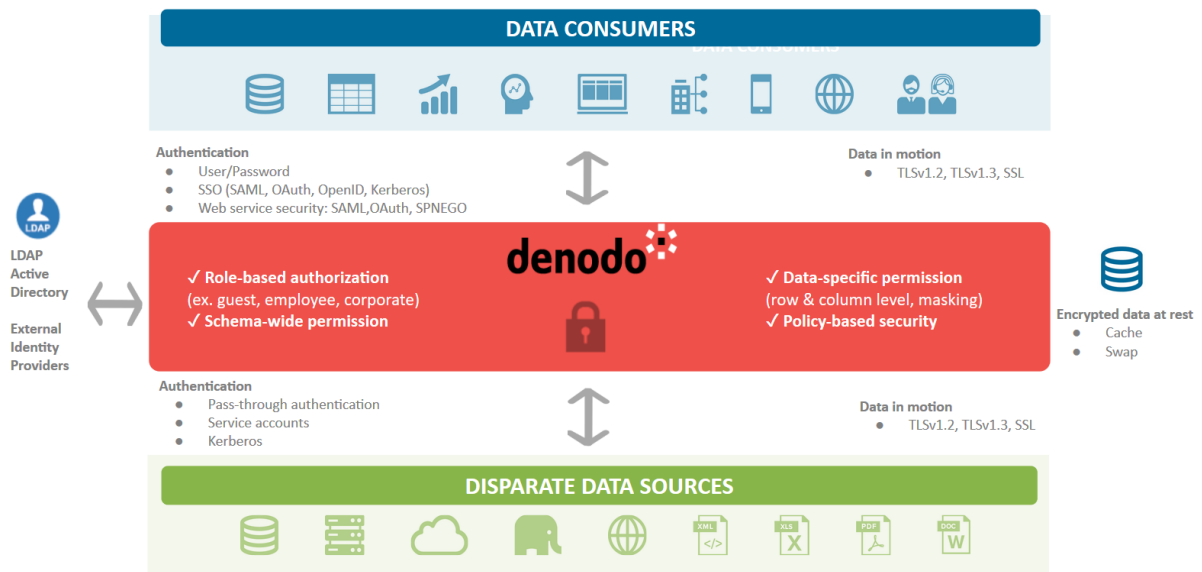 DATA CONSUMERS
DATA CONSUMERS
Authentication
● User/Password
● SSO (SAML, OAuth, OpenID, Kerberos)
● Web service security: SAML,OAuth, SPNEGO
Data in motion
● TLSv1.2, TLSv1.3, SSL
LDAP
LDAP
Active
Directory
External
Identity
Providers
denodo
✓ Role-based authorization
(ex. guest, employee, corporate)
✓ Schema-wide permission
✓ Data-specific permission
(row & column level, masking)
✓ Policy-based security
Encrypted data at rest
● Cache
● Swap
Authentication
● Pass-through authentication
● Service accounts
● Kerberos
Data in motion
● TLSv1.2, TLSv1.3, SSL
DISPARATE DATA SOURCES
XML
</>
XLS
X
PDF
DOC
W